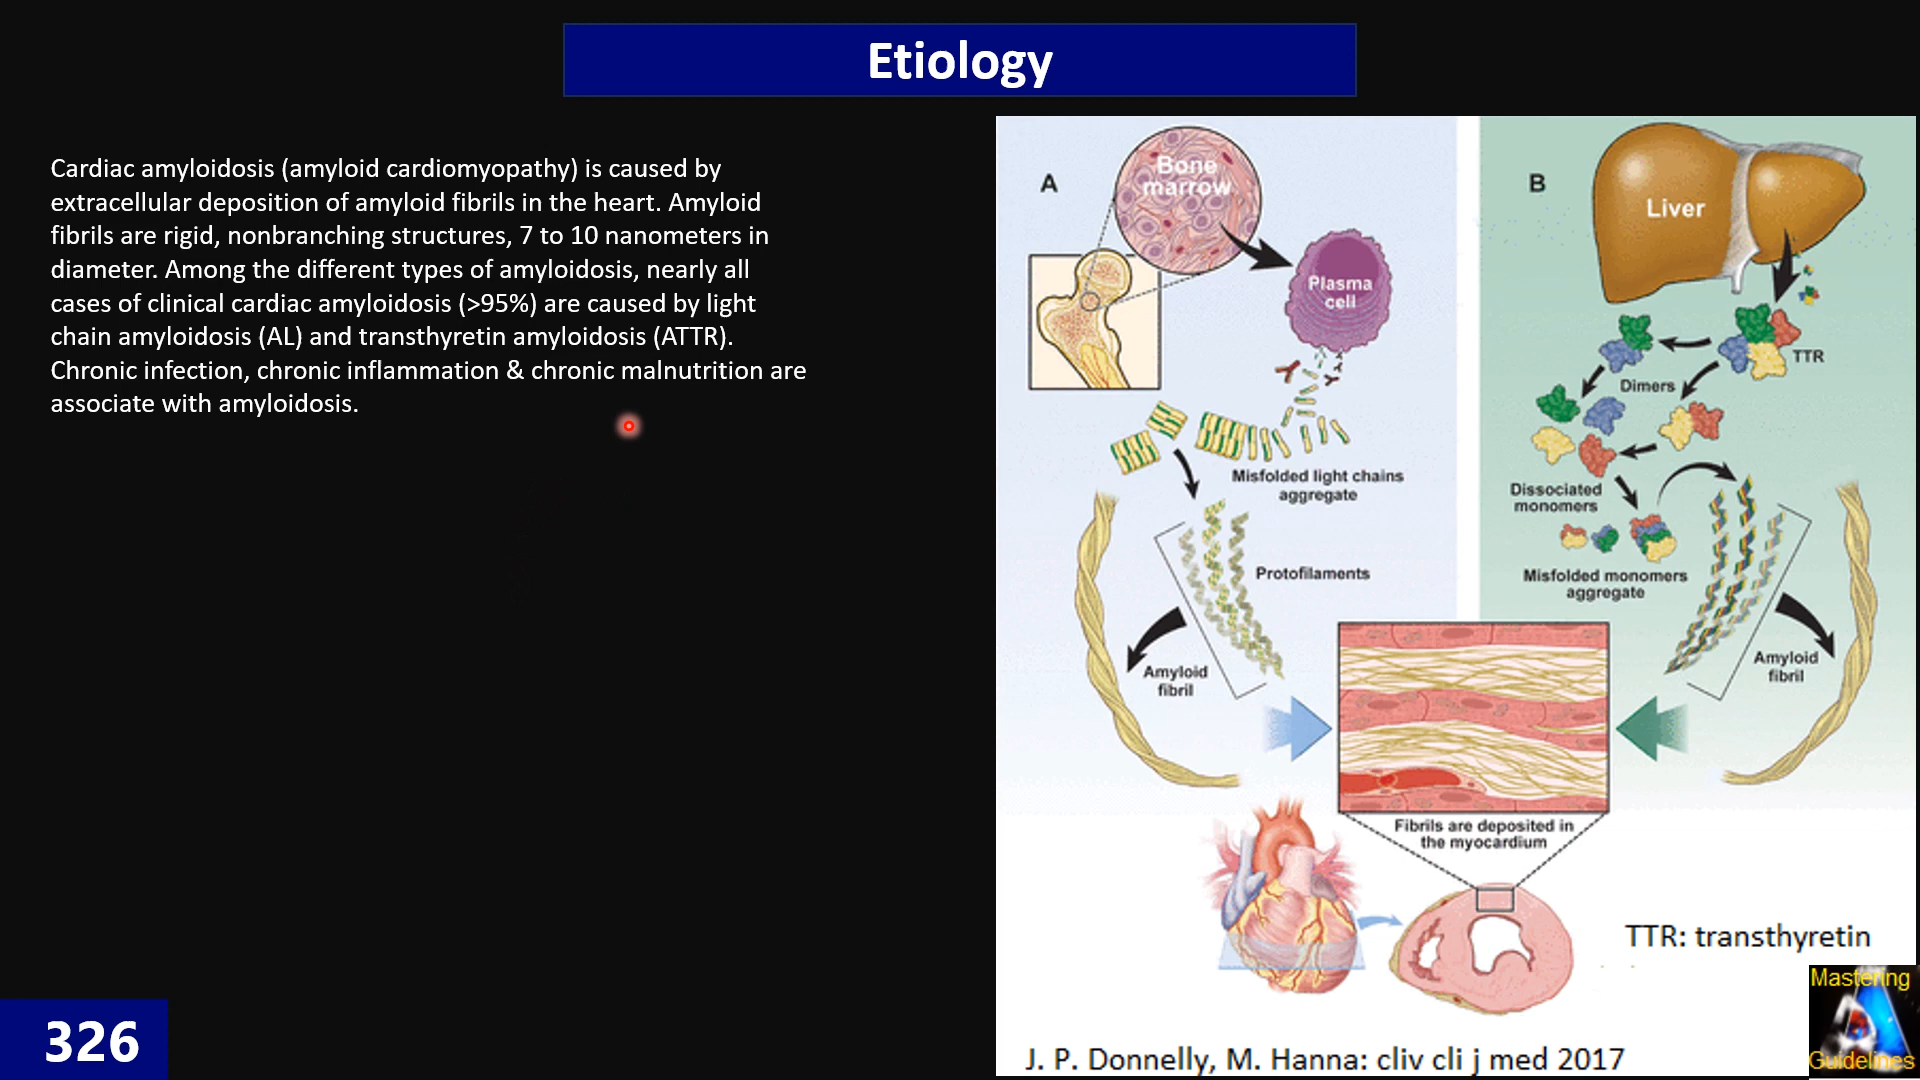 Etiology
Cardiac amyloidosis (amyloid cardiomyopathy) is caused by
extracellular deposition of amyloid fibrils in the heart. Amyloid
fibrils are rigid, nonbranching structures, 7 to 10 nanometers in
diameter. Among the different types of amyloidosis, nearly all
cases of clinical cardiac amyloidosis (>95%) are caused by light
chain amyloidosis (AL) and transthyretin amyloidosis (ATTR).
Chronic infection, chronic inflammation & chronic malnutrition are
associate with amyloidosis.
A
Bone
marrow
Plasma
cell
Misfolded light chains
aggregate
Protofilaments
Amyloid
fibril
B
Liver
TTR
Dimers
Dissociated
monomers
Misfolded monomers
aggregate
Amyloid
fibril
Fibrils are deposited in
the myocardium
TTR: transthyretin
J. P. Donnelly, M. Hanna: cliv cli j med 2017
326
Mastering
Guidelines